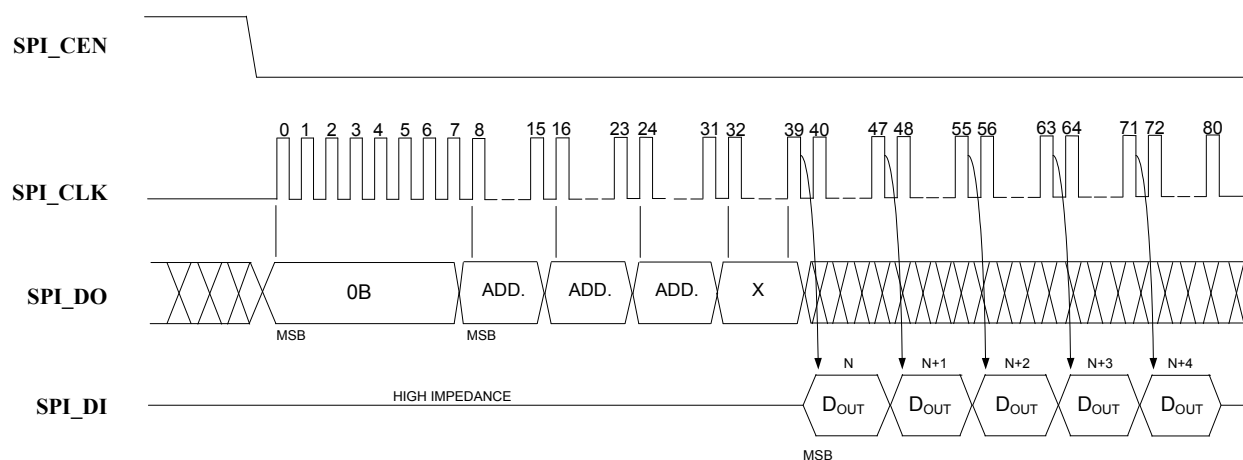 SPI_CEN
0 1 2 3 4 5 6 7 8 15 16 23 24 31 32 39 40 47 48 55 56 63 64 71 72 80
SPI_CLK
SPI_DO
0B ADD. ADD. ADD. X
MSB MSB
N N+1 N+2 N+3 N+4
HIGH IMPEDANCE
SPI_DI
DOUT DOUT DOUT DOUT DOUT
MSB